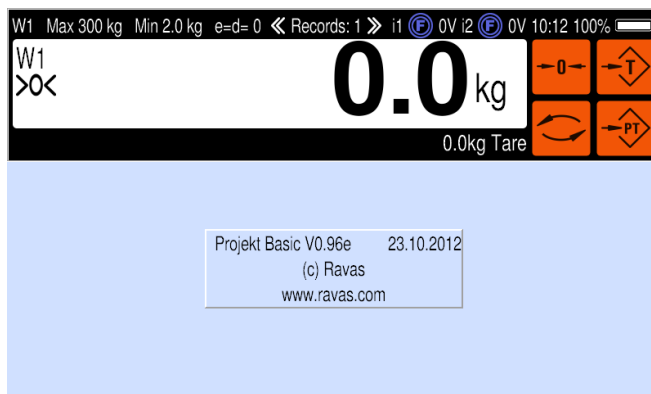 W1 Max 300 kg Min 2.0 kg e=d= 0 ≪ Records: 1 ≫ i1 F 0V i2 F 0V 10:12 100%
W1
>0<
0.0 kg
→0←
→T
0.0kg Tare
→PT
Projekt Basic V0.96e 23.10.2012
(c) Ravas
www.ravas.com